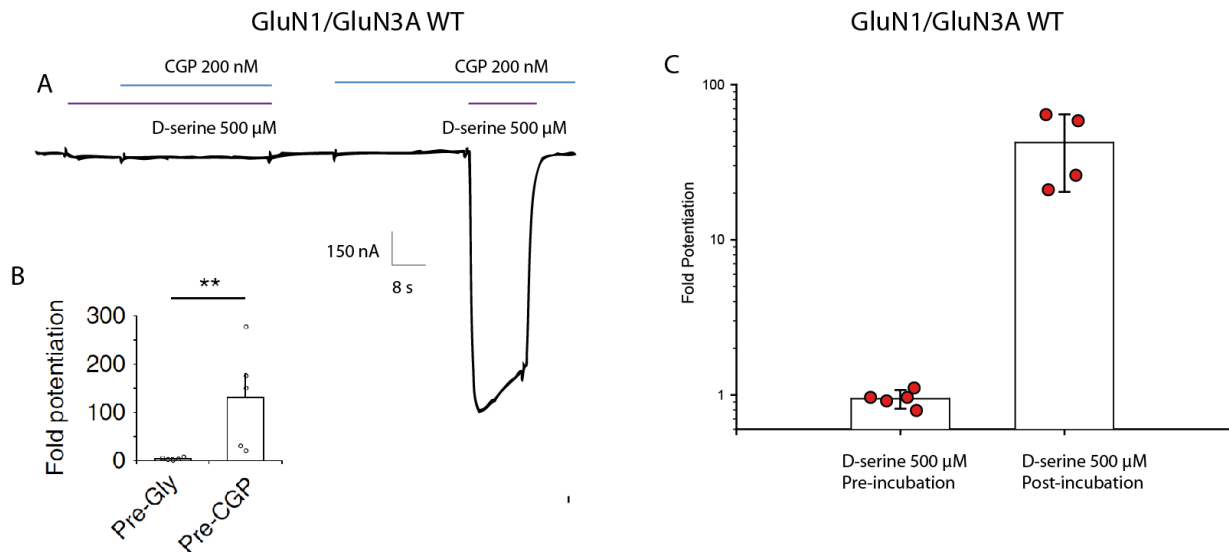 GluN1/GluN3A WT
GluN1/GluN3A WT
A
CGP 200 nM
CGP 200 nM
D-serine 500 µM
D-serine 500 µM
150 nA
8 s
B
**
Fold potentiation
300
200
100
0
Pre-Gly
Pre-CGP
C
Fold Potentiation
100
10
1
D-serine 500 µM
Pre-incubation
D-serine 500 µM
Post-incubation